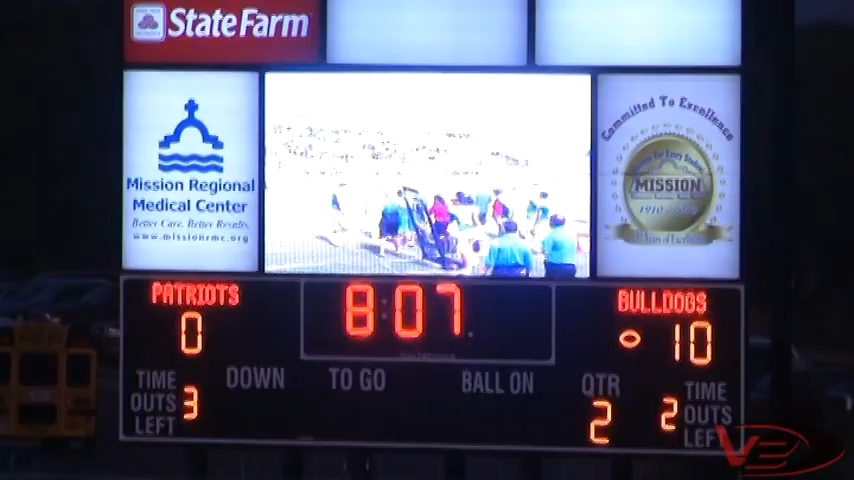 State Farm
Mission Regional
Medical Center
Better Care. Better Results.
www.missionrmc.org
Committed To Excellence
MISSION
1910
PATRIOTS
0
8:07
BULLDOGS
10
DOWN
TO GO
BALL ON
QTR
2
TIME
OUTS 3
LEFT
2 TIME
OUTS
LEFT
VE